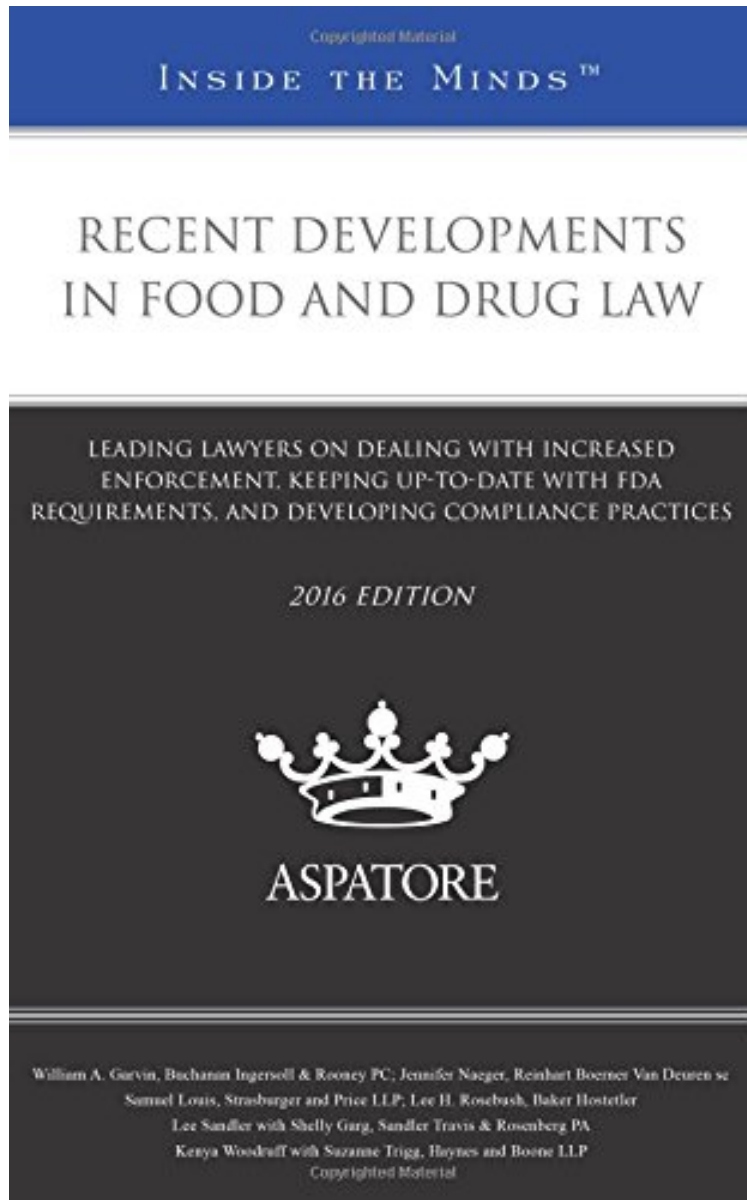 Copyrighted Material
INSIDE THE MINDS™
RECENT DEVELOPMENTS
IN FOOD AND DRUG LAW
LEADING LAWYERS ON DEALING WITH INCREASED
ENFORCEMENT, KEEPING UP-TO-DATE WITH FDA
REQUIREMENTS, AND DEVELOPING COMPLIANCE PRACTICES
2016 EDITION
ASPATORE
William A. Garvin, Buchanan Ingersoll & Rooney PC; Jennifer Naeger, Reinhart Boerner Van Deuren sc
Samuel Louis, Strasburger and Price LLP; Lee H. Rosebush, Baker Hostetler
Lee Sandler with Shelly Garg, Sandler Travis & Rosenberg PA
Kenya Woodruff with Suzanne Trigg, Haynes and Boone LLP
Copyrighted Material